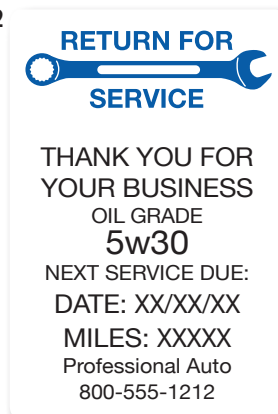 2
RETURN FOR
SERVICE
THANK YOU FOR
YOUR BUSINESS
OIL GRADE
5w30
NEXT SERVICE DUE:
DATE: XX/XX/XX
MILES: XXXXX
Professional Auto
800-555-1212